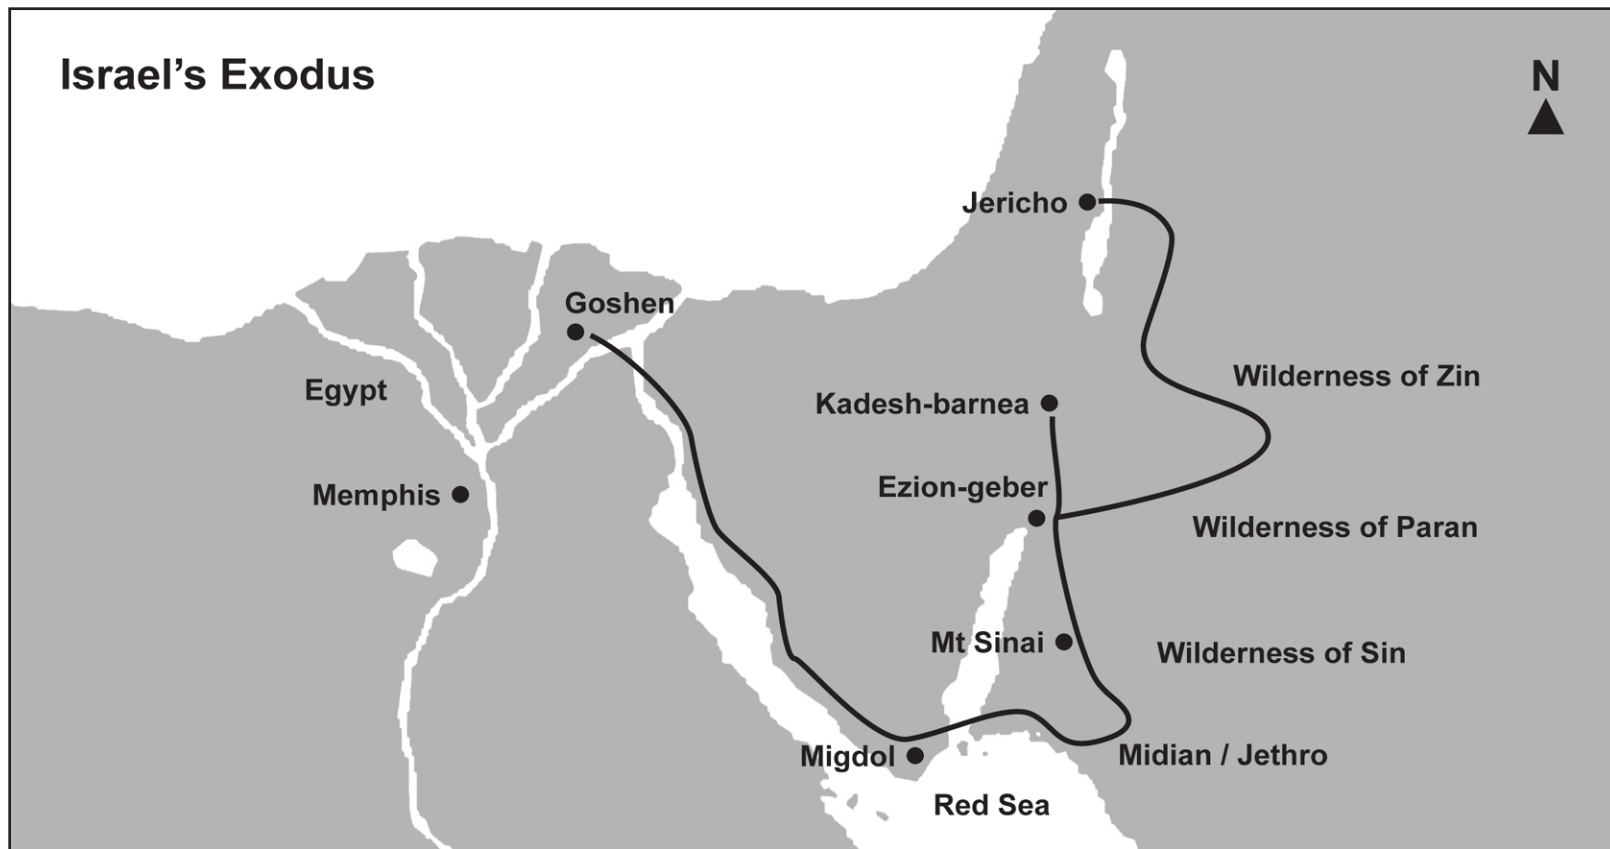 Israel’s Exodus
N
Jericho
Goshen
Egypt
Wilderness of Zin
Kadesh-barnea
Ezion-geber
Memphis
Wilderness of Paran
Mt Sinai
Wilderness of Sin
Migdol
Midian / Jethro
Red Sea